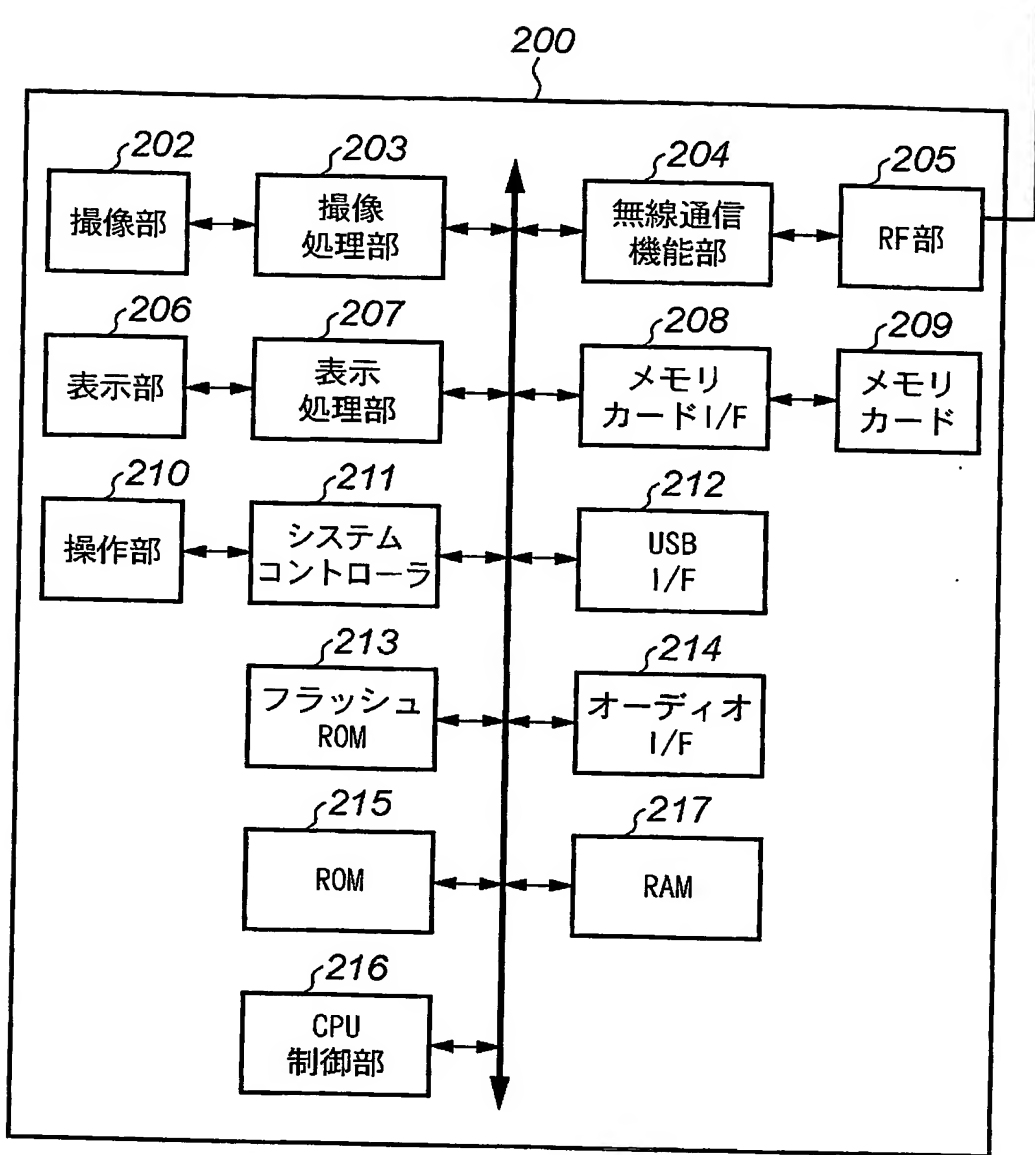 200
202
203
204
205
撮像部
撮像
処理部
無線通信
機能部
RF部
206
207
208
209
表示部
表示
処理部
メモリ
カードI/F
メモリ
カード
210
211
212
操作部
システム
コントローラ
USB
I/F
213
214
フラッシュ
ROM
オーディオ
I/F
215
217
ROM
RAM
216
CPU
制御部